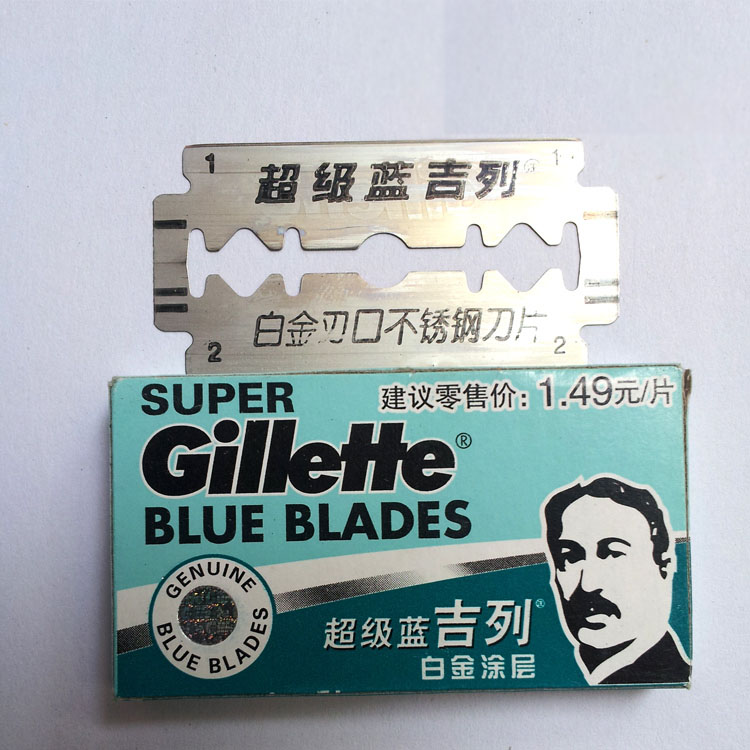 1 超级蓝吉列® 1
2 白金刃口不锈钢刀片 2
SUPER
建议零售价：1.49元/片
Gillette®
BLUE BLADES
GENUINE
BLUE BLADES
超级蓝吉列®
白金涂层